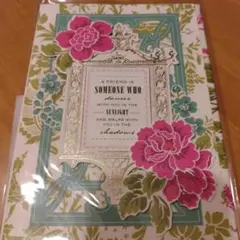 A FRIEND IS
SOMEONE WHO
dances
WITH YOU IN THE
SUNLIGHT
AND WALKS WITH
YOU IN THE
shadows